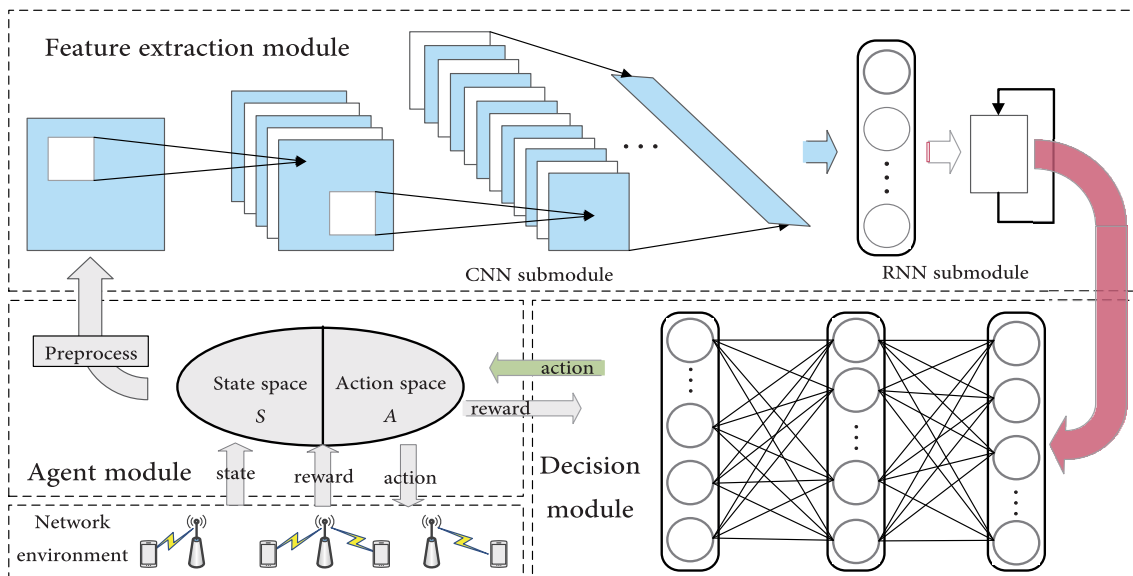 Feature extraction module
CNN submodule
RNN submodule
Preprocess
State space
S
Action space
A
action
reward
Agent module
state
reward
action
Decision
module
Network
environment